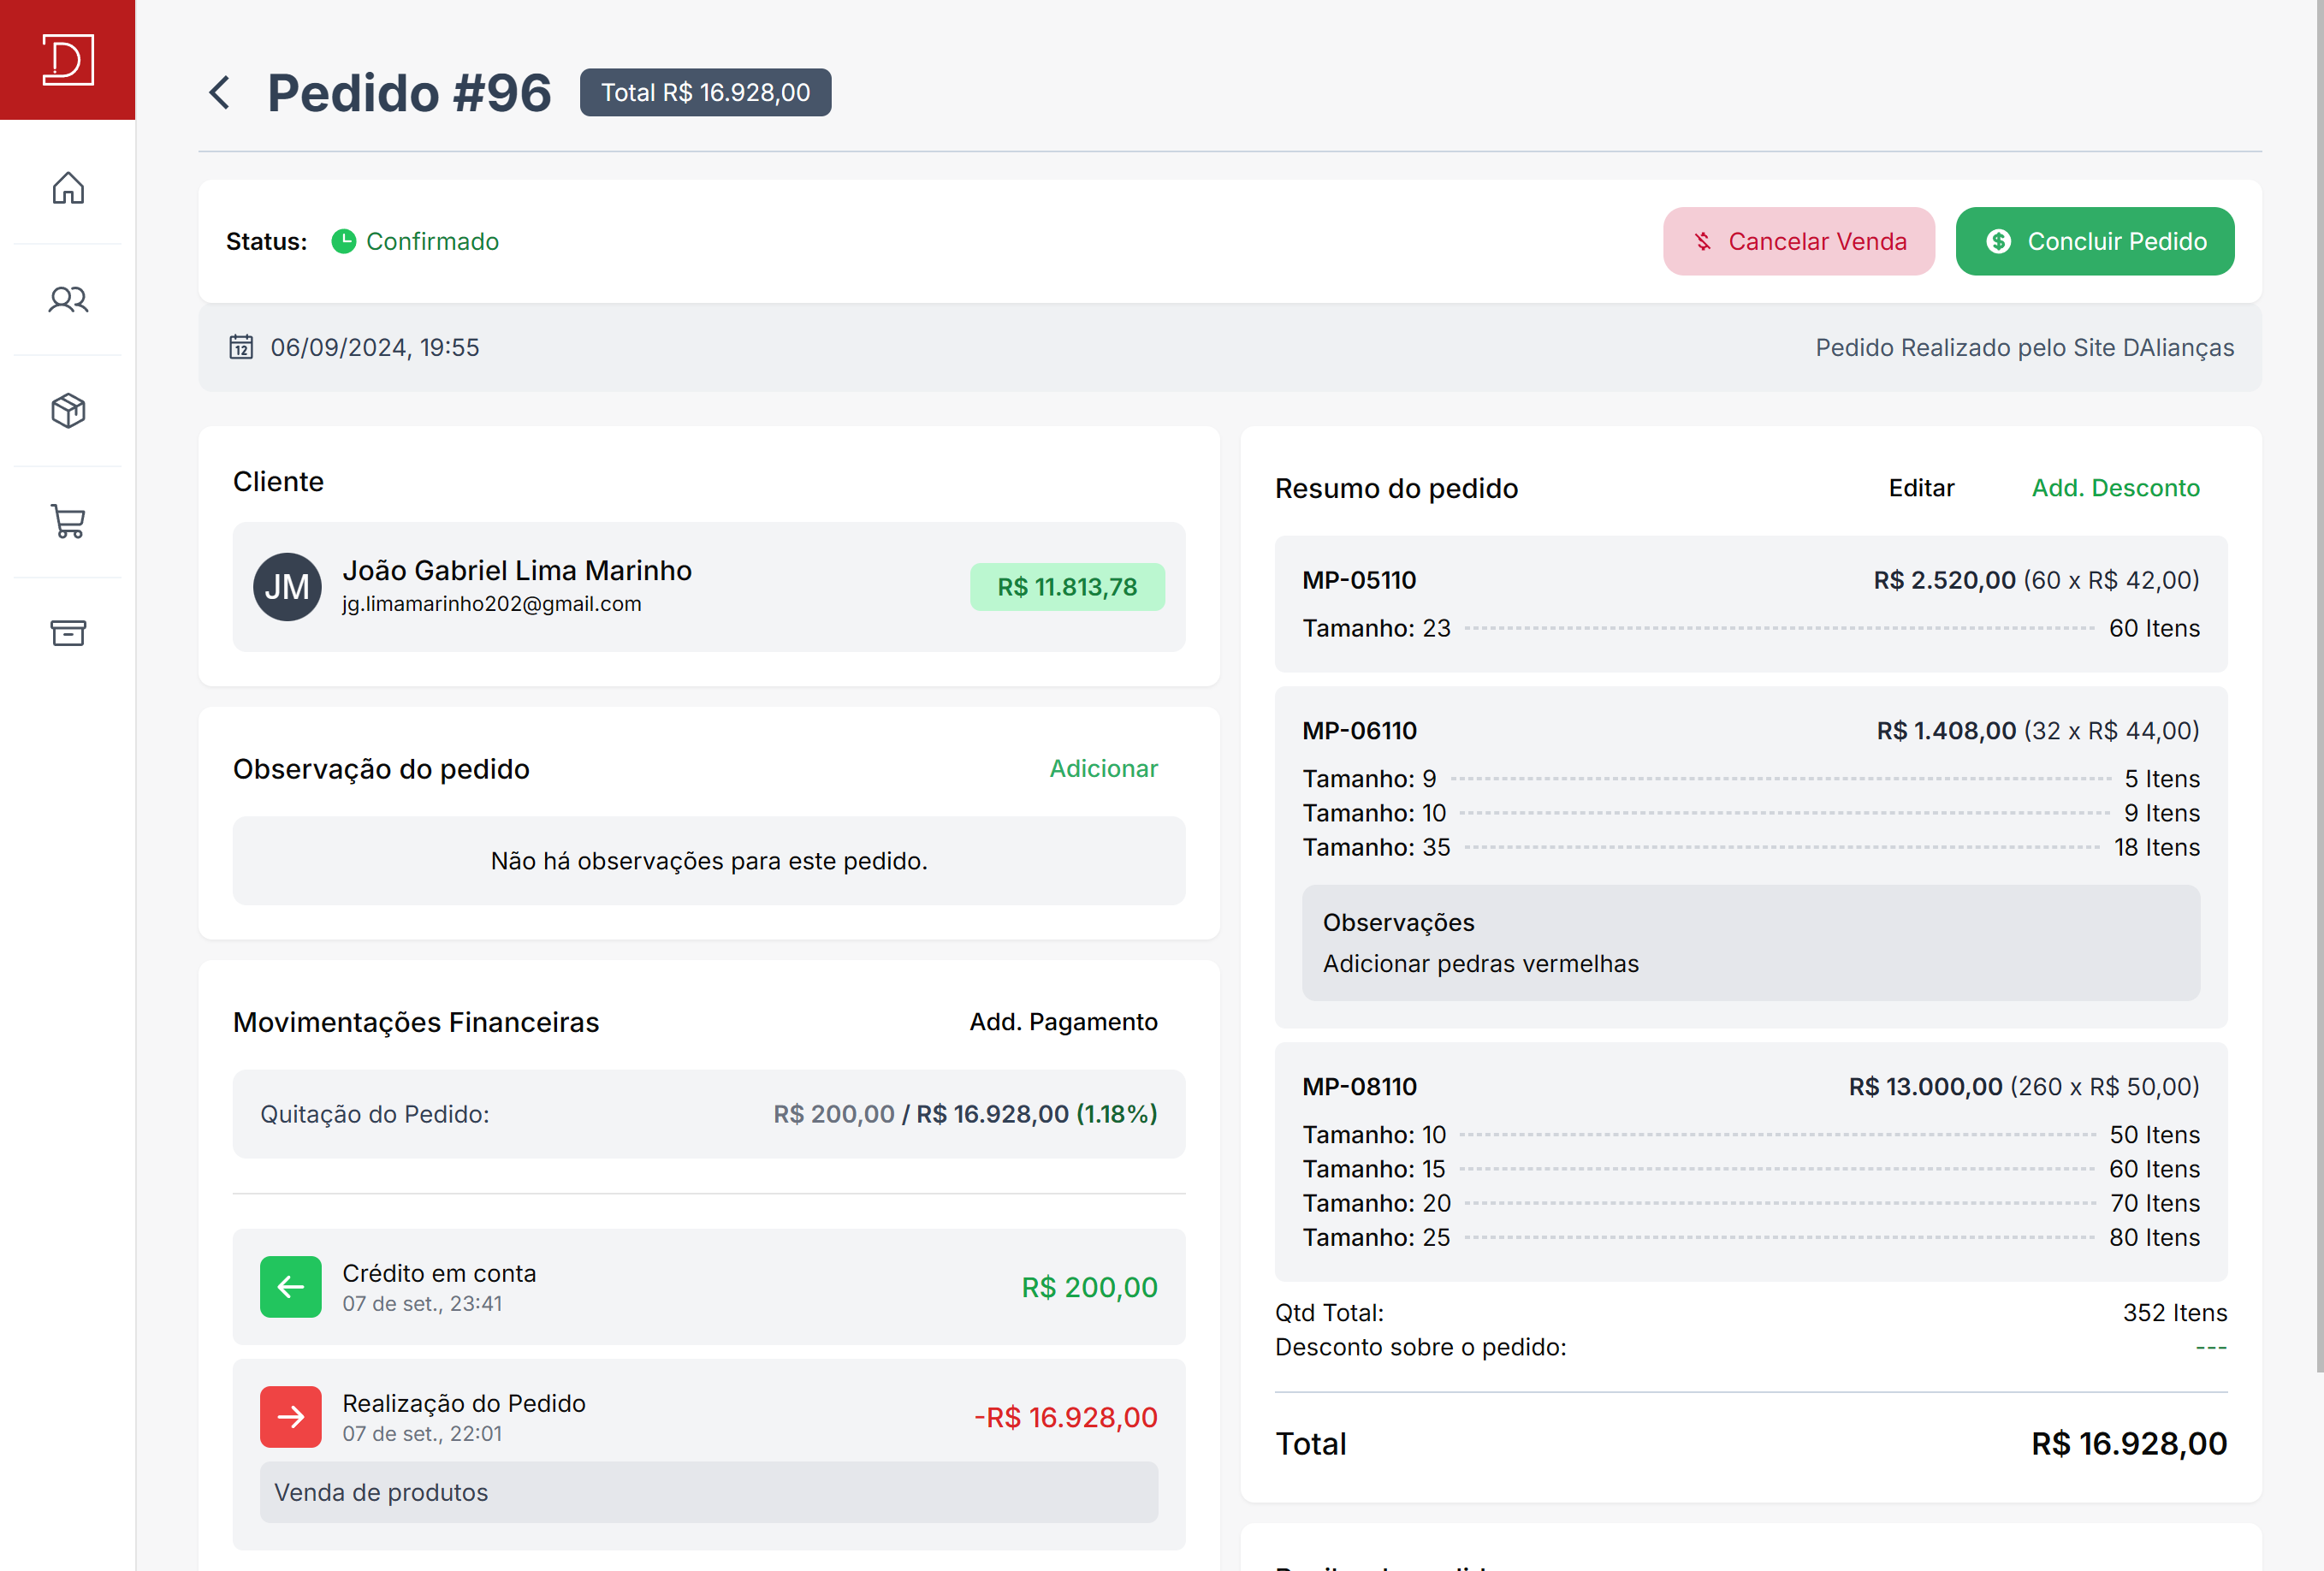 D
Pedido #96
Total R$ 16.928,00
Status: Confirmado
Cancelar Venda
Concluir Pedido
12
06/09/2024, 19:55
Pedido Realizado pelo Site DAlianças
Cliente
JM
João Gabriel Lima Marinho
jg.limamarinho202@gmail.com
R$ 11.813,78
Observação do pedido
Adicionar
Não há observações para este pedido.
Movimentações Financeiras
Add. Pagamento
Quitação do Pedido:
R$ 200,00 / R$ 16.928,00 (1.18%)
Crédito em conta
07 de set., 23:41
R$ 200,00
Realização do Pedido
07 de set., 22:01
-R$ 16.928,00
Venda de produtos
Resumo do pedido
Editar
Add. Desconto
MP-05110
R$ 2.520,00 (60 x R$ 42,00)
Tamanho: 23 60 Itens
MP-06110
R$ 1.408,00 (32 x R$ 44,00)
Tamanho: 9 5 Itens
Tamanho: 10 9 Itens
Tamanho: 35 18 Itens
Observações
Adicionar pedras vermelhas
MP-08110
R$ 13.000,00 (260 x R$ 50,00)
Tamanho: 10 50 Itens
Tamanho: 15 60 Itens
Tamanho: 20 70 Itens
Tamanho: 25 80 Itens
Qtd Total: 352 Itens
Desconto sobre o pedido: ---
Total R$ 16.928,00